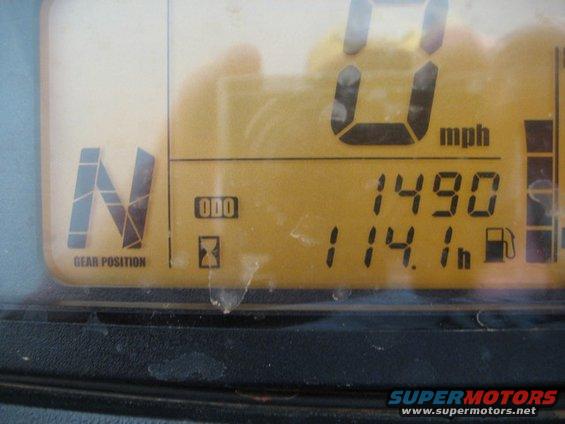 0 mph
N
GEAR POSITION
ODO 1490
114.1h
SUPERMOTORS
www.supermotors.net